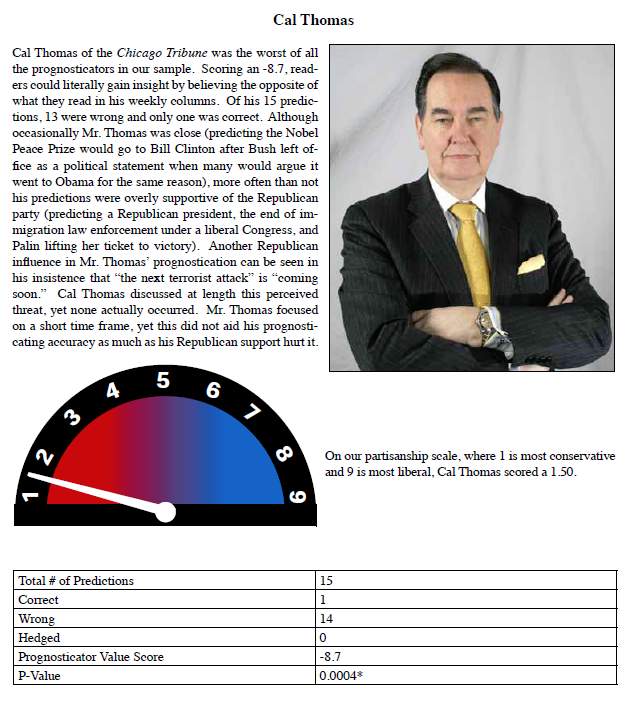 Cal Thomas
Cal Thomas of the Chicago Tribune was the worst of all
the prognosticators in our sample.  Scoring an -8.7, read-
ers could literally gain insight by believing the opposite of
what they read in his weekly columns.  Of his 15 predic-
tions, 13 were wrong and only one was correct.  Although
occasionally Mr. Thomas was close (predicting the Nobel
Peace Prize would go to Bill Clinton after Bush left of-
fice as a political statement when many would argue it
went to Obama for the same reason), more often than not
his predictions were overly supportive of the Republican
party (predicting a Republican president, the end of im-
migration law enforcement under a liberal Congress, and
Palin lifting her ticket to victory).  Another Republican
influence in Mr. Thomas' prognostication can be seen in
his insistence that “the next terrorist attack” is “coming
soon.”  Cal Thomas discussed at length this perceived
threat, yet none actually occurred.  Mr. Thomas focused
on a short time frame, yet this did not aid his prognosti-
cating accuracy as much as his Republican support hurt it.
1 2 3 4 5 6 7 8 9
On our partisanship scale, where 1 is most conservative
and 9 is most liberal, Cal Thomas scored a 1.50.
Total # of Predictions 15
Correct 1
Wrong 14
Hedged 0
Prognosticator Value Score -8.7
P-Value 0.0004*